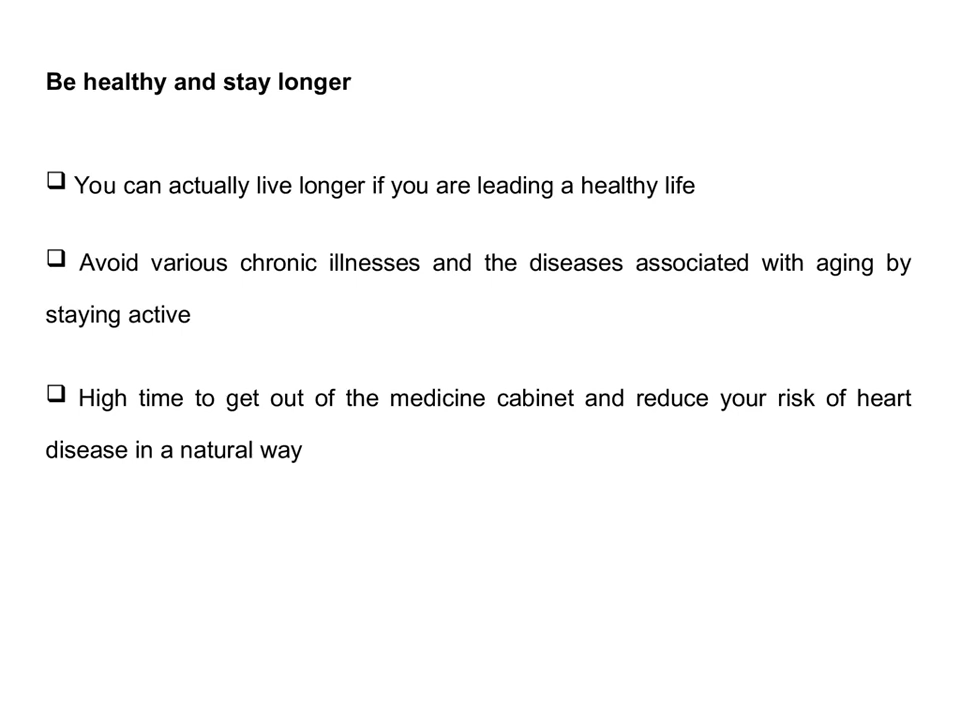 Be healthy and stay longer
❑ You can actually live longer if you are leading a healthy life
❑ Avoid various chronic illnesses and the diseases associated with aging by
staying active
❑ High time to get out of the medicine cabinet and reduce your risk of heart
disease in a natural way